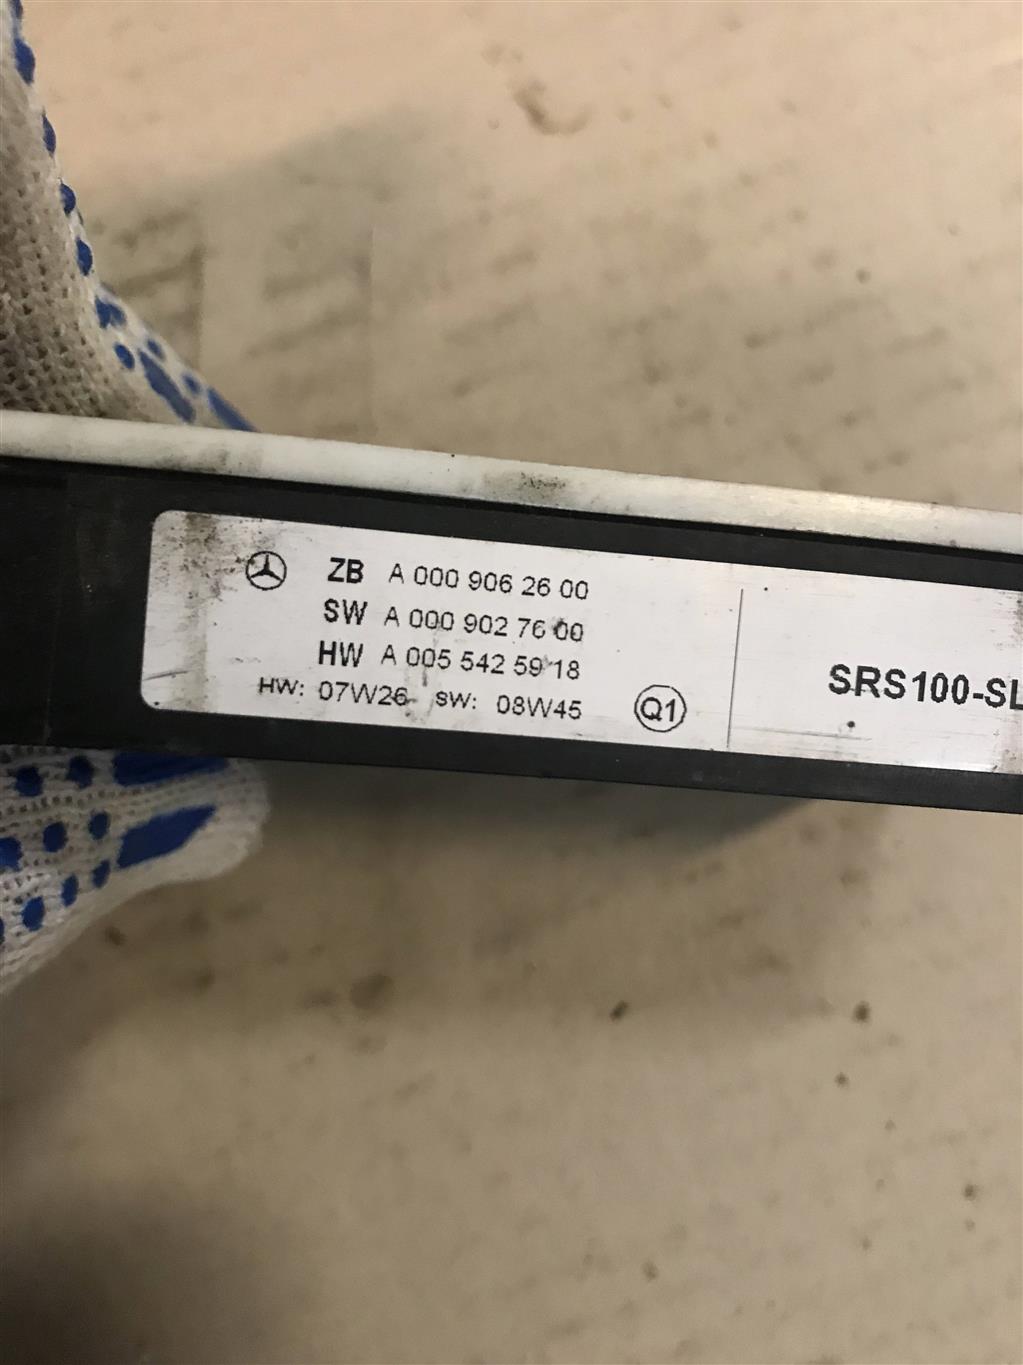 ZB A 000 906 26 00
SW A 000 902 76 00
HW A 005 542 59 18
HW: 07W26 SW: 08W45
Q1
SRS100-SL